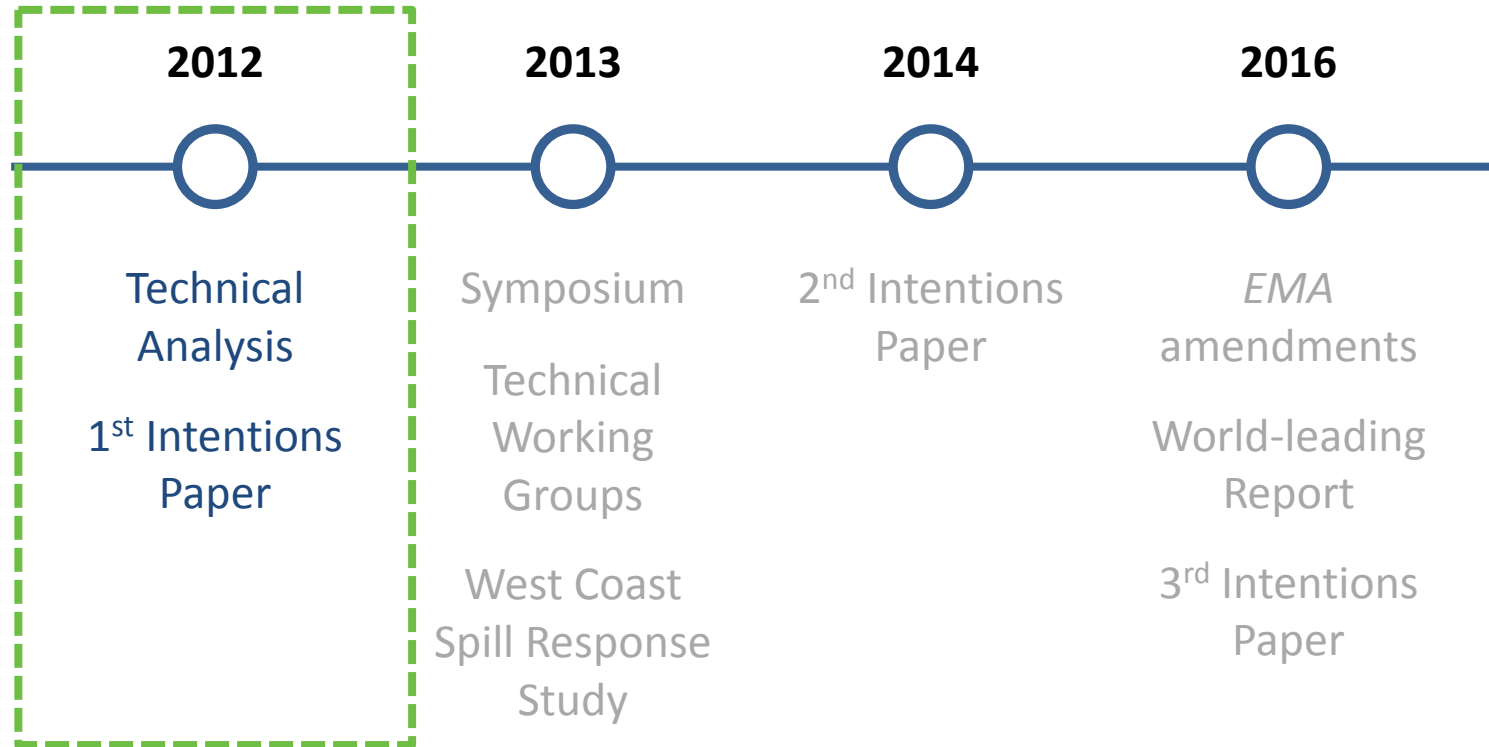 2012
2013
2014
2016
Technical
Analysis
1st Intentions
Paper
Symposium
Technical
Working
Groups
West Coast
Spill Response
Study
2nd Intentions
Paper
EMA
amendments
World-leading
Report
3rd Intentions
Paper